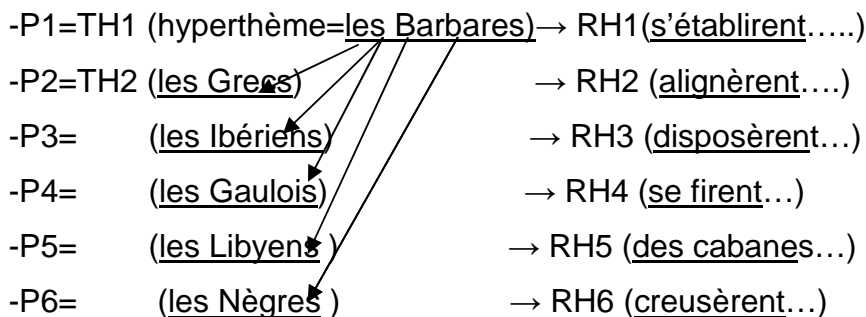 -P1=TH1 (hyperthème=les Barbares)→ RH1(s'établirent.....)
-P2=TH2 (les Grecs) → RH2 (alignèrent....)
-P3= (les Ibériens) → RH3 (disposèrent...)
-P4= (les Gaulois) → RH4 (se firent...)
-P5= (les Libyens ) → RH5 (des cabanes...)
-P6= (les Nègres ) → RH6 (creusèrent...)